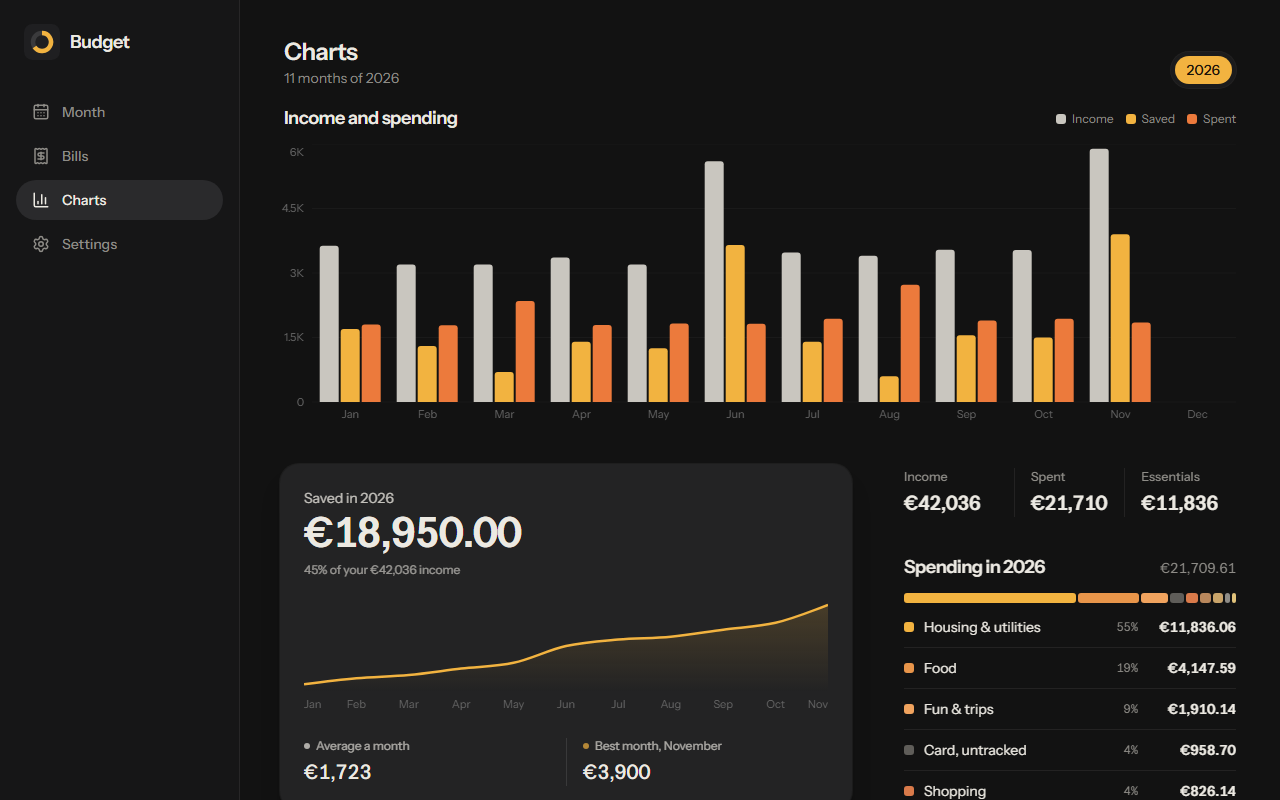 Budget
Month
Bills
Charts
Settings
Charts
11 months of 2026
2026
Income and spending
Income Saved Spent
6K
4.5K
3K
1.5K
0
Jan Feb Mar Apr May Jun Jul Aug Sep Oct Nov Dec
Saved in 2026
€18,950.00
45% of your €42,036 income
Jan Feb Mar Apr May Jun Jul Aug Sep Oct Nov
Average a month
€1,723
Best month, November
€3,900
Income
€42,036
Spent
€21,710
Essentials
€11,836
Spending in 2026 €21,709.61
Housing & utilities 55% €11,836.06
Food 19% €4,147.59
Fun & trips 9% €1,910.14
Card, untracked 4% €958.70
Shopping 4% €826.14